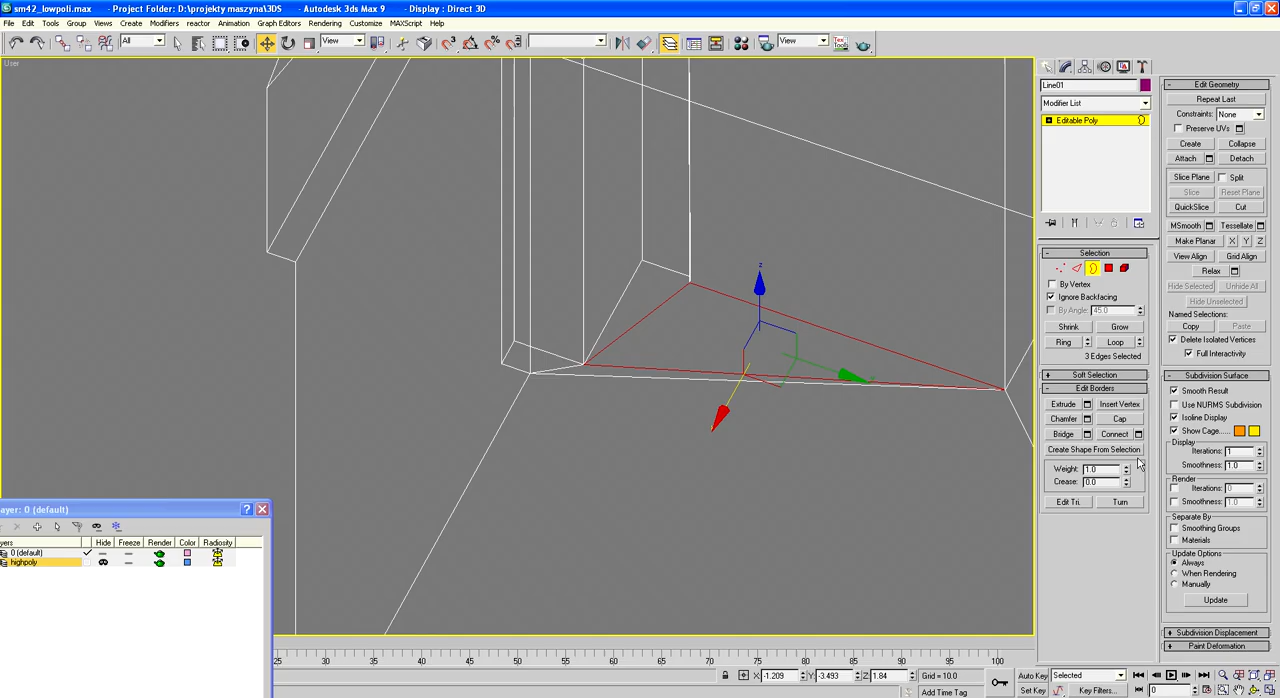 sm42_lowpoli.max - Project Folder: D:\projekty maszyna\3DS - Autodesk 3ds Max 9 - Display : Direct 3D
File Edit Tools Group Views Create Modifiers reactor Animation Graph Editors Rendering Customize MAXScript Help
All View View
User
Line01
Modifier List
Editable Poly
Selection
By Vertex
Ignore Backfacing
By Angle: 45.0
Shrink Grow
Ring Loop
3 Edges Selected
Soft Selection
Edit Borders
Extrude Insert Vertex
Chamfer Cap
Bridge Connect
Create Shape From Selection
Weight: 1.0
Crease: 0.0
Edit Tri. Turn
Edit Geometry
Repeat Last
Constraints: None
Preserve UVs
Create Collapse
Attach Detach
Slice Plane Split
Slice Reset Plane
QuickSlice Cut
MSmooth Tessellate
Make Planar X Y Z
View Align Grid Align
Relax
Hide Selected Unhide All
Hide Unselected
Named Selections:
Copy Paste
Delete Isolated Vertices
Full Interactivity
Subdivision Surface
Smooth Result
Use NURMS Subdivision
Isoline Display
Show Cage......
Display
Iterations: 1
Smoothness: 1.0
Render
Iterations: 0
Smoothness: 1.0
Separate By
Smoothing Groups
Materials
Update Options
Always
When Rendering
Manually
Update
Subdivision Displacement
Paint Deformation
z
ayer: 0 (default)
yers Hide Freeze Render Color Radiosity
0 (default)
highpoly
25 30 35 40 45 50 55 60 65 70 75 80 85 90 95 100
X: -1.209 Y: -3.493 Z: 1.84 Grid = 10.0
Add Time Tag
Auto Key Selected
Set Key Key Filters...